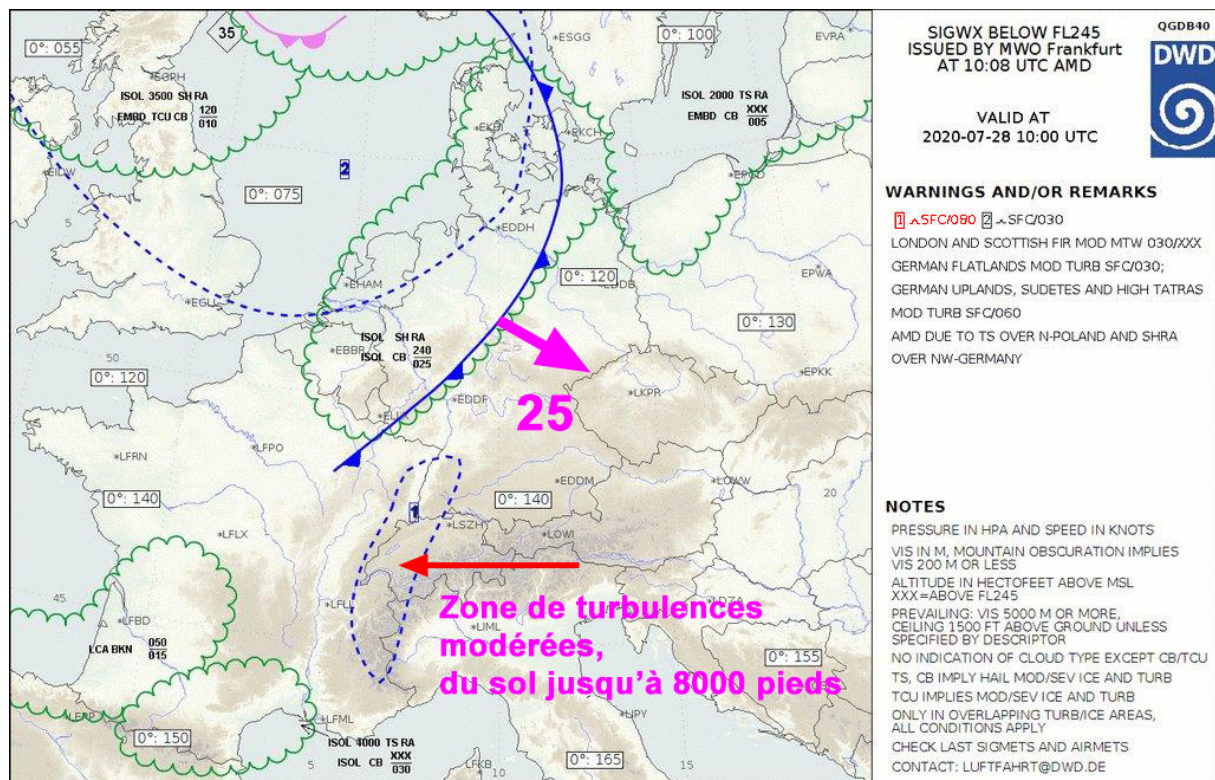 0°: 055
35
ESGG
0°: 100
EVRA
EGPH
ISOL 3500 SH RA
EMBD TCU CB 120
010
ISOL 2000 TS RA
EMBD CB XXX
005
EKCH
EIDW
2
EPGD
0°: 075
5
EDDH
EGLL
EHAM
0°: 120
EDDB
EPWA
0°: 130
ISOL SH RA
EBBR
ISOL CB 240
025
50
0°: 120
EPKK
LKPR
EDDF
25
LFRN
LFPO
0°: 140
1
0°: 140
EDDM
LOWW
20
LFLX
LSZH
LOWI
45
LFBD
LFLL
LDZA
Zone de turbulences
modérées,
du sol jusqu'à 8000 pieds
LIML
LCA BKN 050
015
0°: 155
0°: 150
LFML
ISOL 4000 TS RA
ISOL CB XXX
030
LFKB
10
0°: 165
15
SIGWX BELOW FL245
ISSUED BY MWO Frankfurt
AT 10:08 UTC AMD
VALID AT
2020-07-28 10:00 UTC
QGDB40
DWD
WARNINGS AND/OR REMARKS
1 SFC/080 2 SFC/030
LONDON AND SCOTTISH FIR MOD MTW 030/XXX
GERMAN FLATLANDS MOD TURB SFC/030;
GERMAN UPLANDS, SUDETES AND HIGH TATRAS
MOD TURB SFC/060
AMD DUE TO TS OVER N-POLAND AND SHRA
OVER NW-GERMANY
NOTES
PRESSURE IN HPA AND SPEED IN KNOTS
VIS IN M, MOUNTAIN OBSCURATION IMPLIES
VIS 200 M OR LESS
ALTITUDE IN HECTOFEET ABOVE MSL
XXX=ABOVE FL245
PREVAILING: VIS 5000 M OR MORE,
CEILING 1500 FT ABOVE GROUND UNLESS
SPECIFIED BY DESCRIPTOR
NO INDICATION OF CLOUD TYPE EXCEPT CB/TCU
TS, CB IMPLY HAIL MOD/SEV ICE AND TURB
TCU IMPLIES MOD/SEV ICE AND TURB
ONLY IN OVERLAPPING TURB/ICE AREAS,
ALL CONDITIONS APPLY
CHECK LAST SIGMETS AND AIRMETS
CONTACT: LUFTFAHRT@DWD.DE